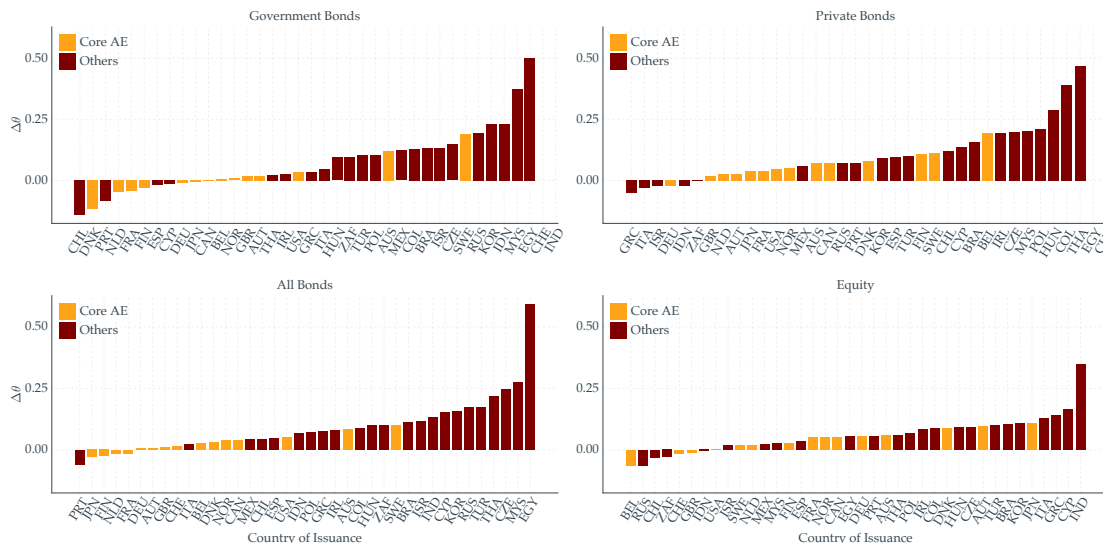 Government Bonds
Core AE
Others
0.50
0.25
0.00
Δθ
CHL DNK PRT NLD FRA FIN ESP CYP DEU JPN CAN BEL NOR GBR AUT THA IRL USA GRC ITA HUN ZAF TUR POL AUS MEX COL BRA ISR CZE SWE RUS KOR IDN MYS EGY CHE IND
Private Bonds
Core AE
Others
0.50
0.25
0.00
GRC ITA ISR DEU IDN ZAF GBR NLD AUT JPN FRA USA NOR MEX AUS CAN RUS PRT DNK KOR ESP TUR FIN SWE CHL CYP BRA BEL IRL CZE MYS POL HUN COL THA EGY
All Bonds
Core AE
Others
0.50
0.25
0.00
Δθ
PRT JPN FIN NLD FRA DEU AUT GBR CHE ITA BEL DNK NOR CAN MEX CHL ESP USA IDN POL GRC IRL AUS COL HUN ZAF SWE BRA ISR IND CYP KOR RUS TUR THA CZE MYS EGY
Country of Issuance
Equity
Core AE
Others
0.50
0.25
0.00
BEL RUS CHL ZAF CHE GBR IDN USA ISR SWE NLD MEX MYS FIN ESP FRA NOR CAN EGY DEU PRT AUS THA POL IRL COL DNK HUN CZE AUT TUR BRA KOR JPN ITA GRC CYP IND
Country of Issuance